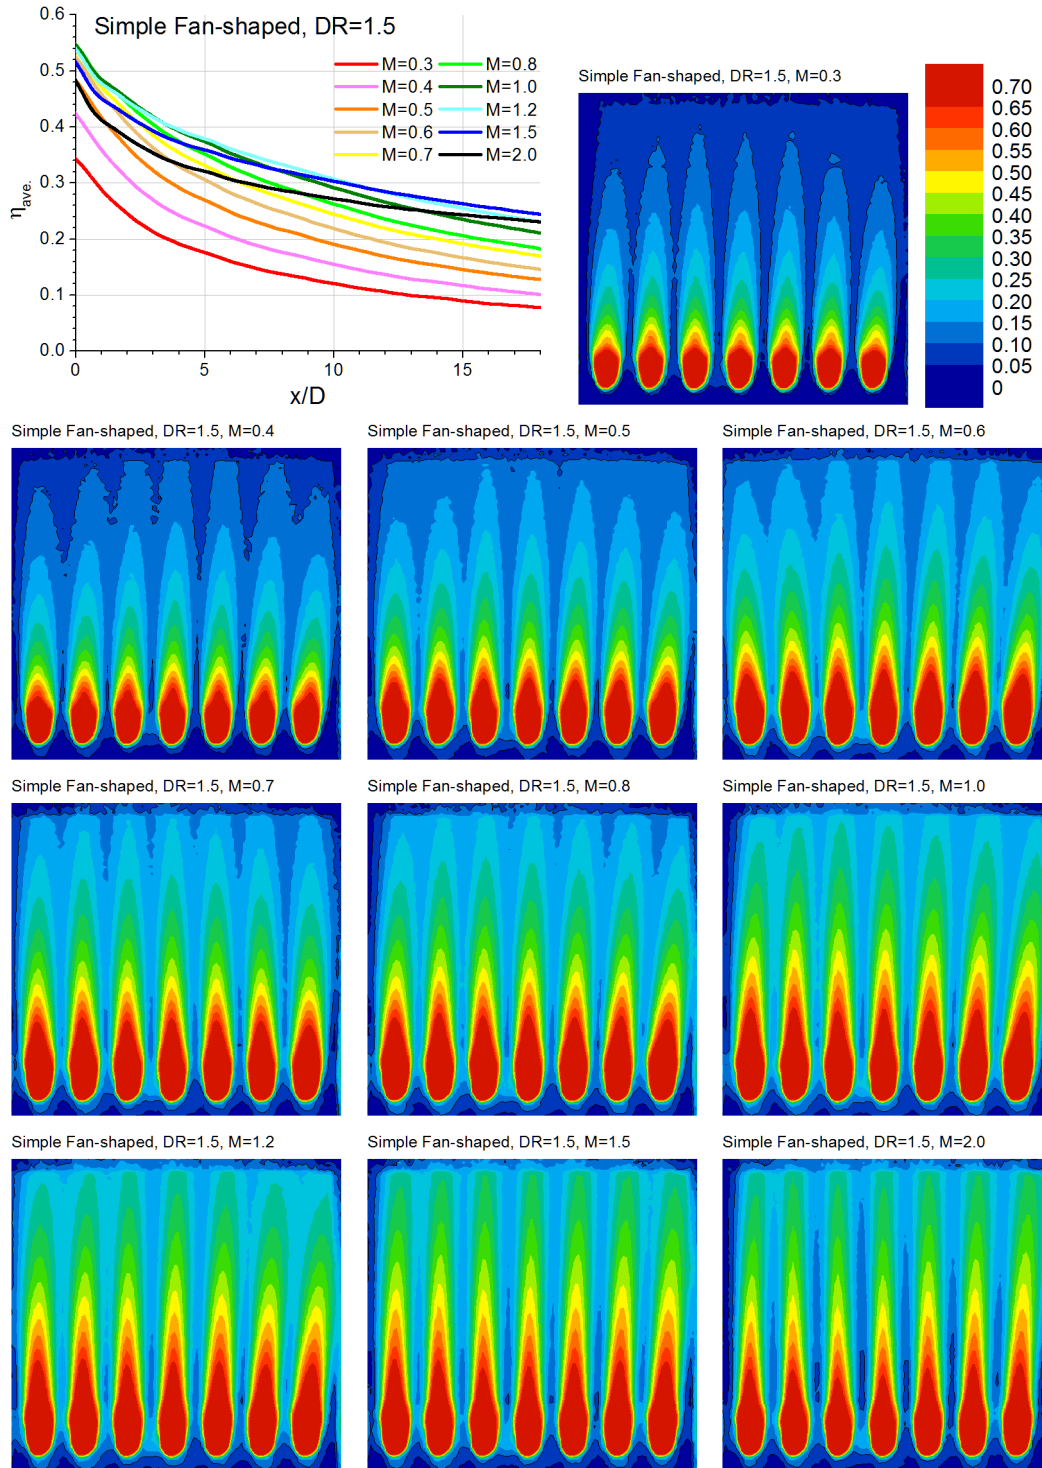 Simple Fan-shaped, DR=1.5
0.6
0.5
0.4
0.3
0.2
0.1
0.0
ηave.
0
5
10
15
x/D
M=0.3
M=0.8
M=0.4
M=1.0
M=0.5
M=1.2
M=0.6
M=1.5
M=0.7
M=2.0
Simple Fan-shaped, DR=1.5, M=0.3
0.70
0.65
0.60
0.55
0.50
0.45
0.40
0.35
0.30
0.25
0.20
0.15
0.10
0.05
0
Simple Fan-shaped, DR=1.5, M=0.4
Simple Fan-shaped, DR=1.5, M=0.5
Simple Fan-shaped, DR=1.5, M=0.6
Simple Fan-shaped, DR=1.5, M=0.7
Simple Fan-shaped, DR=1.5, M=0.8
Simple Fan-shaped, DR=1.5, M=1.0
Simple Fan-shaped, DR=1.5, M=1.2
Simple Fan-shaped, DR=1.5, M=1.5
Simple Fan-shaped, DR=1.5, M=2.0